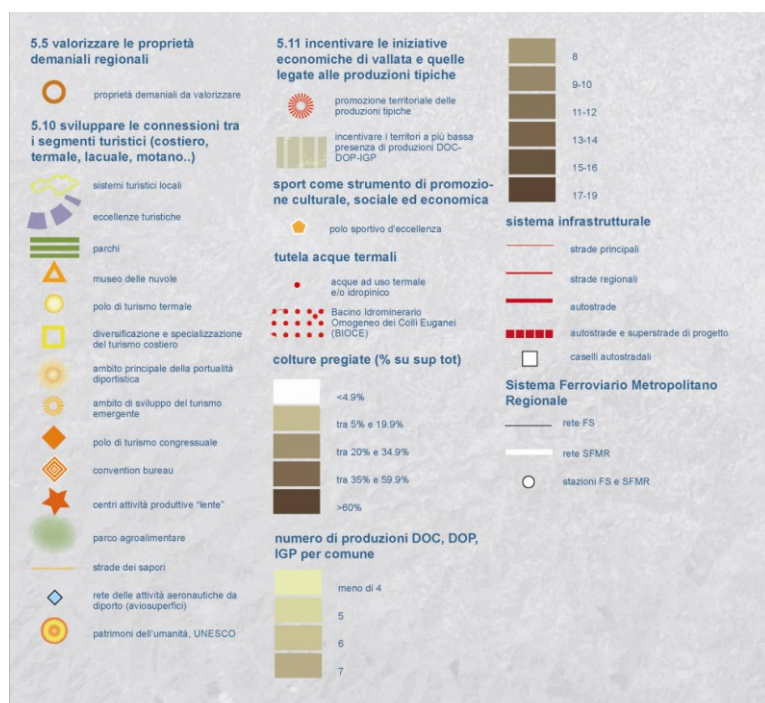 5.5 valorizzare le proprietà
demaniali regionali
proprietà demaniali da valorizzare
5.10 sviluppare le connessioni tra
i segmenti turistici (costiero,
termale, lacuale, motano..)
sistemi turistici locali
eccellenze turistiche
parchi
museo delle nuvole
polo di turismo termale
diversificazione e specializzazione
del turismo costiero
ambito principale della portualità
diportistica
ambito di sviluppo del turismo
emergente
polo di turismo congressuale
convention bureau
centri attività produttive "lente"
parco agroalimentare
strade dei sapori
rete delle attività aeronautiche da
diporto (aviosuperfici)
patrimoni dell'umanità, UNESCO
5.11 incentivare le iniziative
economiche di vallata e quelle
legate alle produzioni tipiche
promozione territoriale delle
produzioni tipiche
incentivare i territori a più bassa
presenza di produzioni DOC-
DOP-IGP
sport come strumento di promozio-
ne culturale, sociale ed economica
polo sportivo d'eccellenza
tutela acque termali
acque ad uso termale
e/o idropinico
Bacino Idrominerario
Omogeneo dei Colli Euganei
(BIOCE)
colture pregiate (% su sup tot)
<4.9%
tra 5% e 19.9%
tra 20% e 34.9%
tra 35% e 59.9%
>60%
numero di produzioni DOC, DOP,
IGP per comune
meno di 4
5
6
7
8
9-10
11-12
13-14
15-16
17-19
sistema infrastrutturale
strade principali
strade regionali
autostrade
autostrade e superstrade di progetto
caselli autostradali
Sistema Ferroviario Metropolitano
Regionale
rete FS
rete SFMR
stazioni FS e SFMR